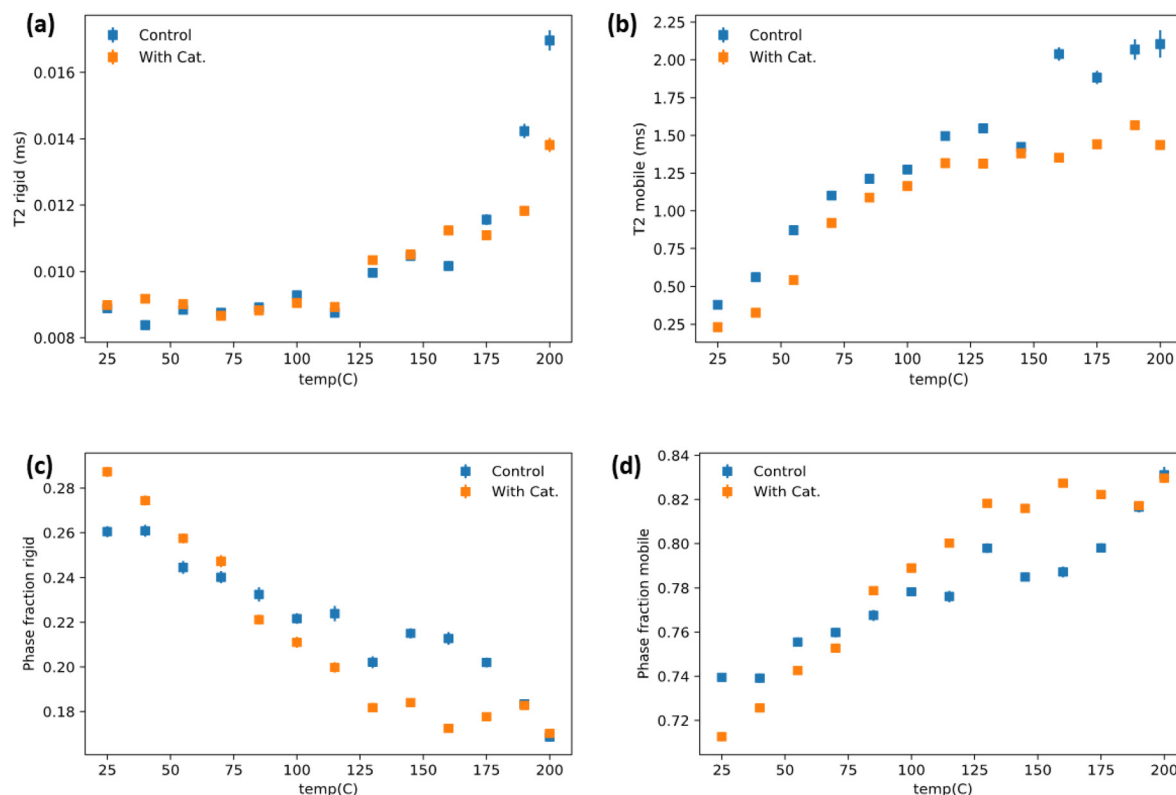 (a)
Control
With Cat.
0.016
0.014
0.012
0.010
0.008
T2 rigid (ms)
25 50 75 100 125 150 175 200
temp(C)
(b)
Control
With Cat.
2.25
2.00
1.75
1.50
1.25
1.00
0.75
0.50
0.25
T2 mobile (ms)
25 50 75 100 125 150 175 200
temp(C)
(c)
Control
With Cat.
0.28
0.26
0.24
0.22
0.20
0.18
Phase fraction rigid
25 50 75 100 125 150 175 200
temp(C)
(d)
Control
With Cat.
0.84
0.82
0.80
0.78
0.76
0.74
0.72
Phase fraction mobile
25 50 75 100 125 150 175 200
temp(C)